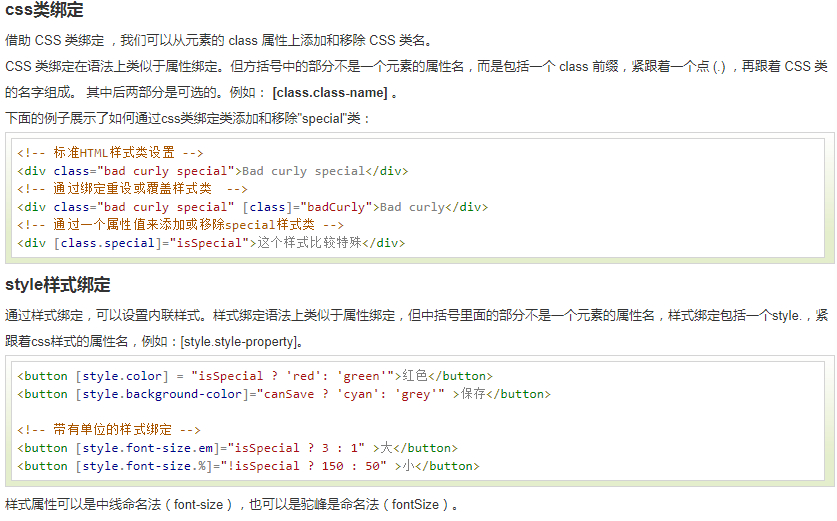 css类绑定
借助 CSS 类绑定 ，我们可以从元素的 class 属性上添加和移除 CSS 类名。
CSS 类绑定在语法上类似于属性绑定。但方括号中的部分不是一个元素的属性名，而是包括一个 class 前缀，紧跟着一个点 (.) ，再跟着 CSS 类
的名字组成。 其中后两部分是可选的。例如： [class.class-name] 。
下面的例子展示了如何通过css类绑定类添加和移除"special"类：
<!-- 标准HTML样式类设置 -->
<div class="bad curly special">Bad curly special</div>
<!-- 通过绑定重设或覆盖样式类  -->
<div class="bad curly special" [class]="badCurly">Bad curly</div>
<!-- 通过一个属性值来添加或移除special样式类 -->
<div [class.special]="isSpecial">这个样式比较特殊</div>
style样式绑定
通过样式绑定，可以设置内联样式。样式绑定语法上类似于属性绑定，但中括号里面的部分不是一个元素的属性名，样式绑定包括一个style.，紧
跟着css样式的属性名，例如：[style.style-property]。
<button [style.color] = "isSpecial ? 'red': 'green'">红色</button>
<button [style.background-color]="canSave ? 'cyan': 'grey'" >保存</button>
<!-- 带有单位的样式绑定 -->
<button [style.font-size.em]="isSpecial ? 3 : 1" >大</button>
<button [style.font-size.%]="!isSpecial ? 150 : 50" >小</button>
样式属性可以是中线命名法（font-size），也可以是驼峰是命名法（fontSize）。